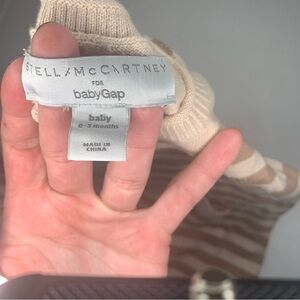 STELLA McCARTNEY
FOR
babyGap
baby
0-3 months
MADE IN
CHINA